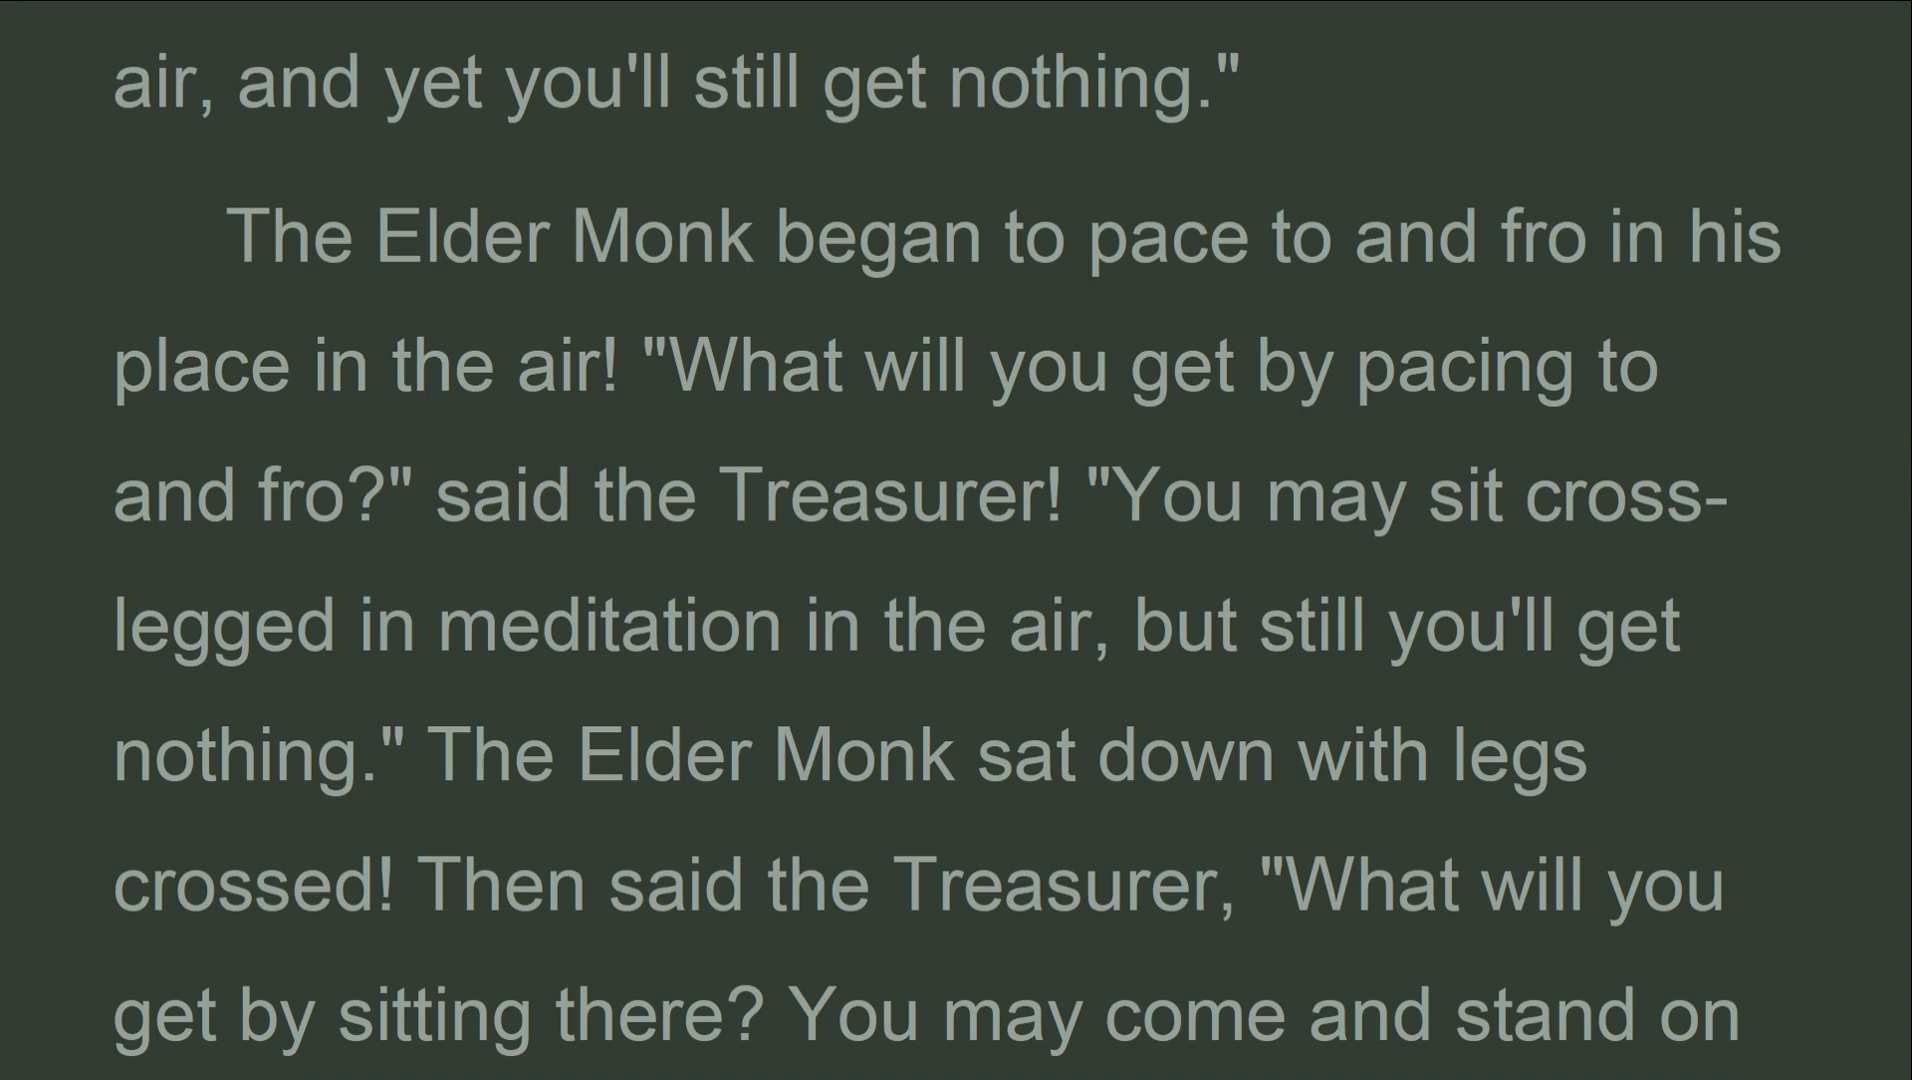 air, and yet you'll still get nothing."
The Elder Monk began to pace to and fro in his
place in the air! "What will you get by pacing to
and fro?" said the Treasurer! "You may sit cross-
legged in meditation in the air, but still you'll get
nothing." The Elder Monk sat down with legs
crossed! Then said the Treasurer, "What will you
get by sitting there? You may come and stand on